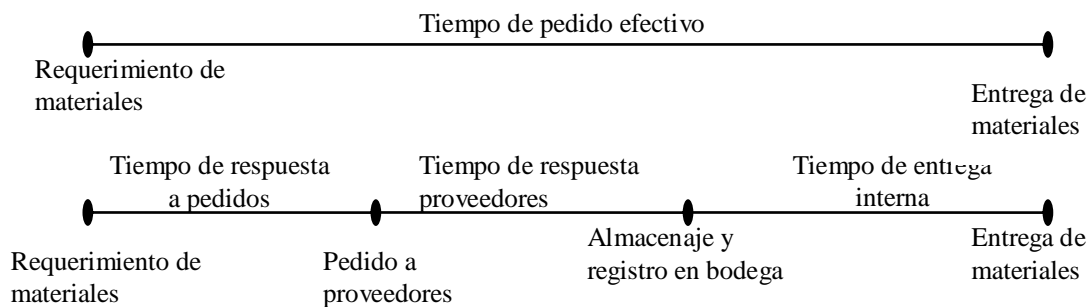 Tiempo de pedido efectivo
Requerimiento de
materiales
Entrega de
materiales
Tiempo de respuesta
a pedidos
Tiempo de respuesta
proveedores
Tiempo de entrega
interna
Requerimiento de
materiales
Pedido a
proveedores
Almacenaje y
registro en bodega
Entrega de
materiales